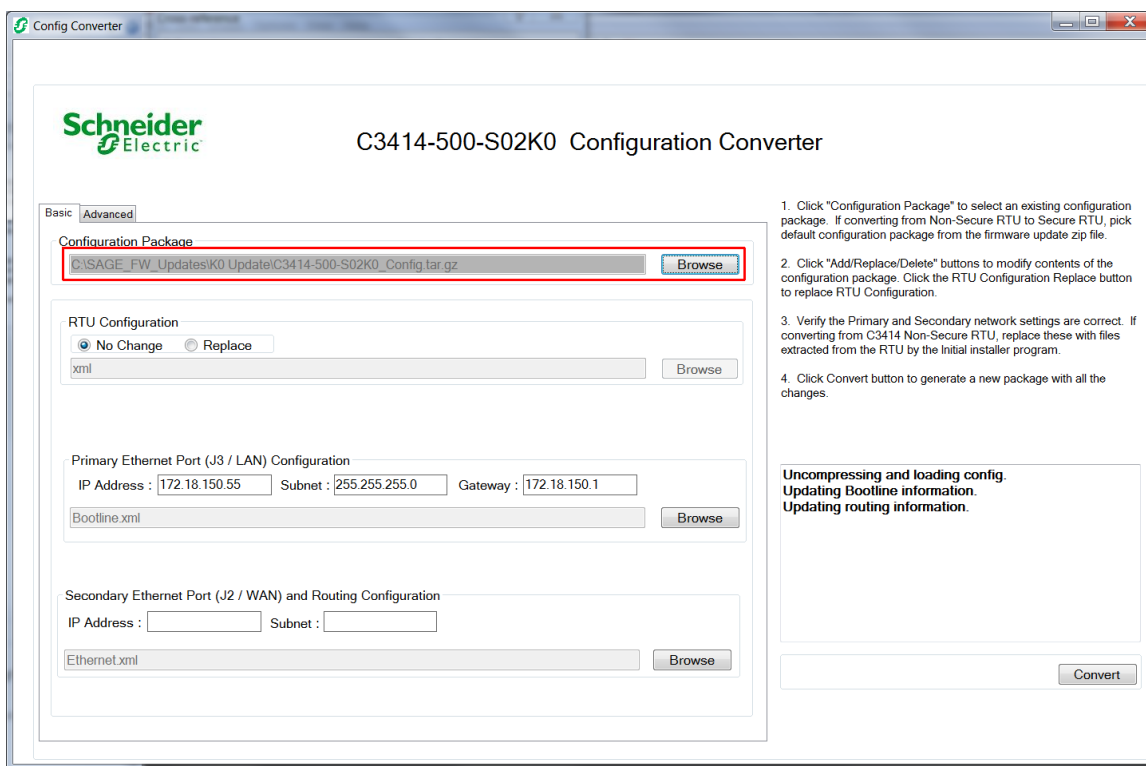 Config Converter
Schneider
Electric
C3414-500-S02K0 Configuration Converter
Basic Advanced
Configuration Package
C:\SAGE_FW_Updates\K0 Update\C3414-500-S02K0_Config.tar.gz Browse
RTU Configuration
No Change Replace
xml Browse
Primary Ethernet Port (J3 / LAN) Configuration
IP Address : 172.18.150.55 Subnet : 255.255.255.0 Gateway : 172.18.150.1
Bootline.xml Browse
Secondary Ethernet Port (J2 / WAN) and Routing Configuration
IP Address : Subnet :
Ethernet.xml Browse
1. Click "Configuration Package" to select an existing configuration
package. If converting from Non-Secure RTU to Secure RTU, pick
default configuration package from the firmware update zip file.
2. Click "Add/Replace/Delete" buttons to modify contents of the
configuration package. Click the RTU Configuration Replace button
to replace RTU Configuration.
3. Verify the Primary and Secondary network settings are correct. If
converting from C3414 Non-Secure RTU, replace these with files
extracted from the RTU by the Initial installer program.
4. Click Convert button to generate a new package with all the
changes.
Uncompressing and loading config.
Updating Bootline information.
Updating routing information.
Convert